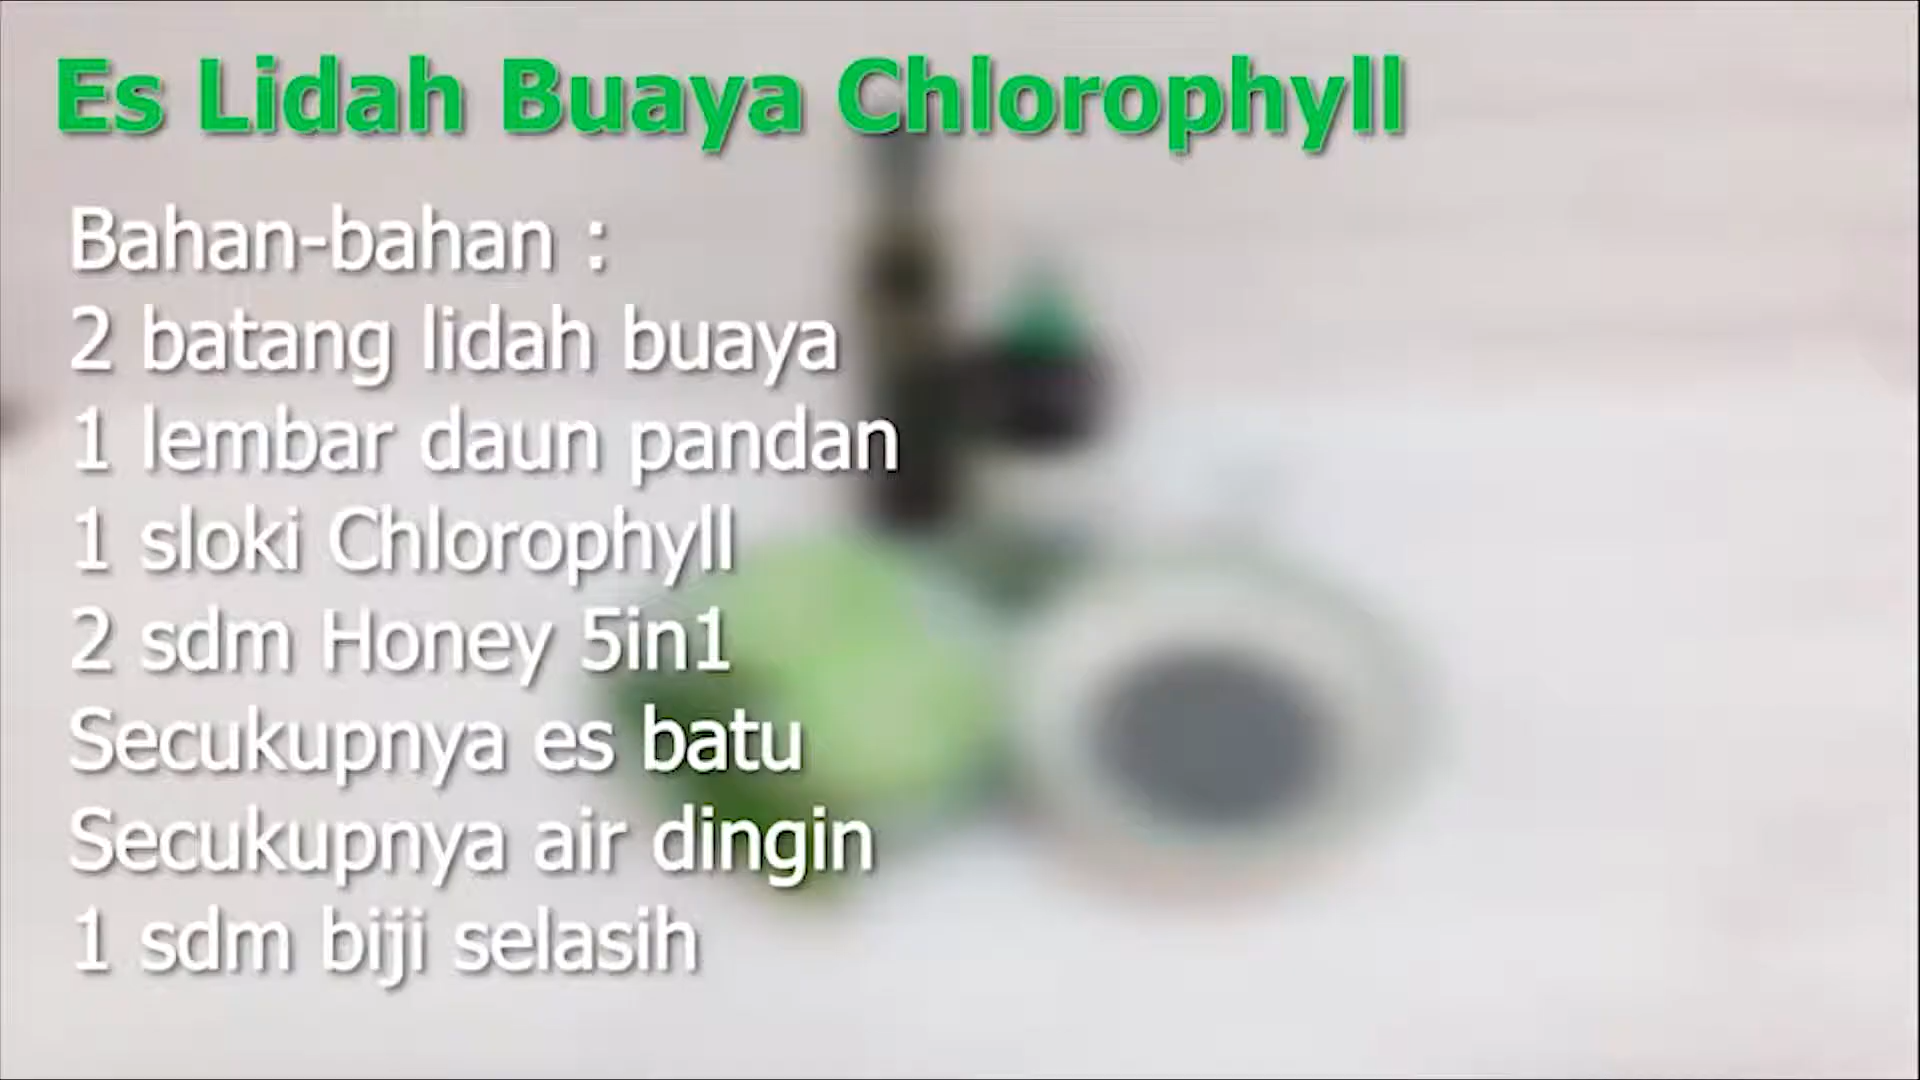 Es Lidah Buaya Chlorophyll
Bahan-bahan :
2 batang lidah buaya
1 lembar daun pandan
1 sloki Chlorophyll
2 sdm Honey 5in1
Secukupnya es batu
Secukupnya air dingin
1 sdm biji selasih